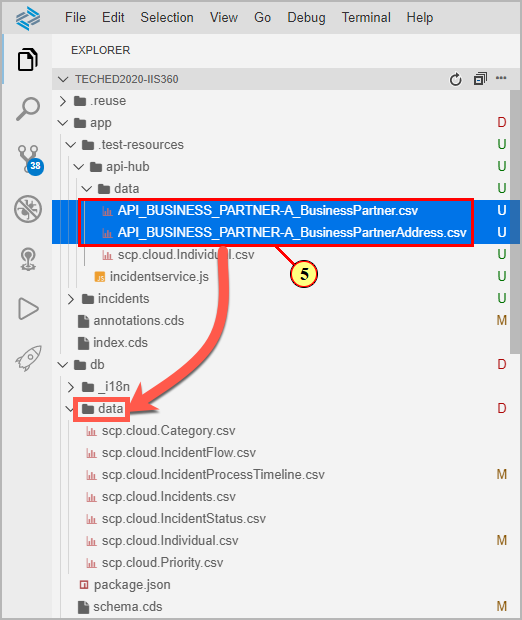 File Edit Selection View Go Debug Terminal Help
EXPLORER
TECHED2020-IIS360
.reuse
app D
.test-resources U
api-hub U
data U
API_BUSINESS_PARTNER-A_BusinessPartner.csv U
API_BUSINESS_PARTNER-A_BusinessPartnerAddress.csv U
scp.cloud.Individual.csv U
5
JS incidentservice.js U
incidents U
annotations.cds M
index.cds
38
db D
_i18n
data D
scp.cloud.Category.csv
scp.cloud.IncidentFlow.csv
scp.cloud.IncidentProcessTimeline.csv M
scp.cloud.Incidents.csv
scp.cloud.IncidentStatus.csv
scp.cloud.Individual.csv M
scp.cloud.Priority.csv
package.json
schema.cds M